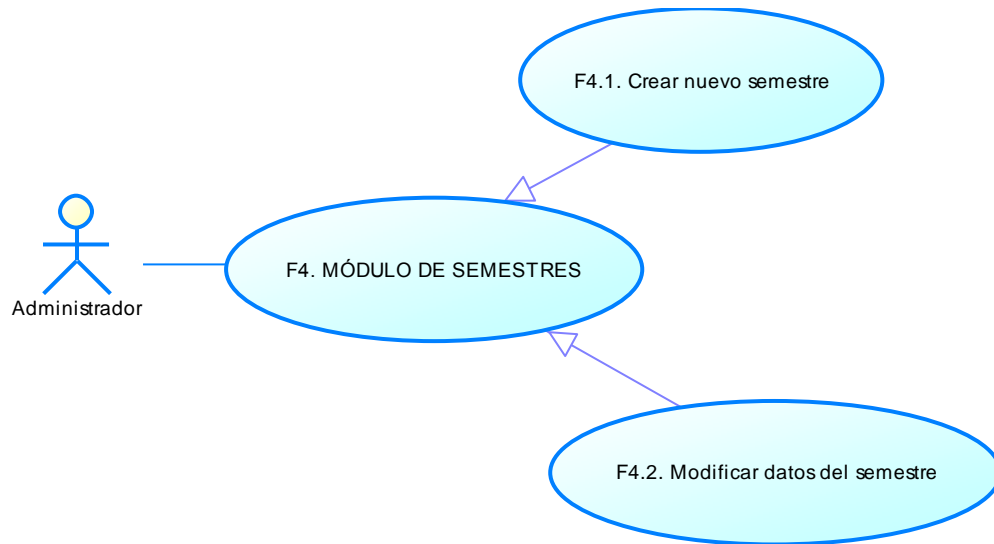 F4.1. Crear nuevo semestre
F4. MÓDULO DE SEMESTRES
Administrador
F4.2. Modificar datos del semestre